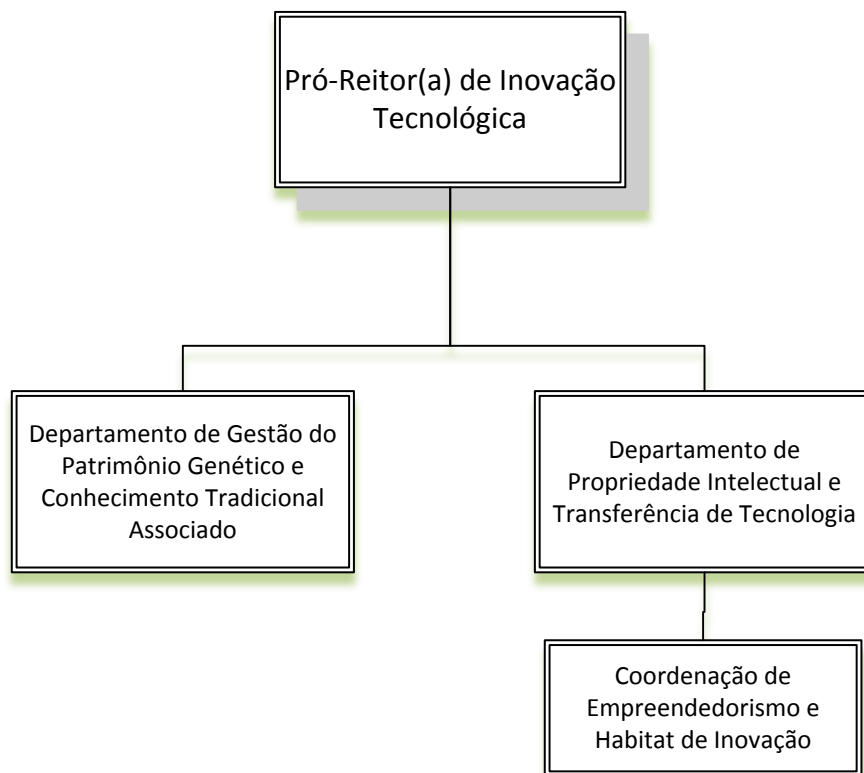 Pró-Reitor(a) de Inovação
Tecnológica
Departamento de Gestão do
Patrimônio Genético e
Conhecimento Tradicional
Associado
Departamento de
Propriedade Intelectual e
Transferência de Tecnologia
Coordenação de
Empreendedorismo e
Habitat de Inovação